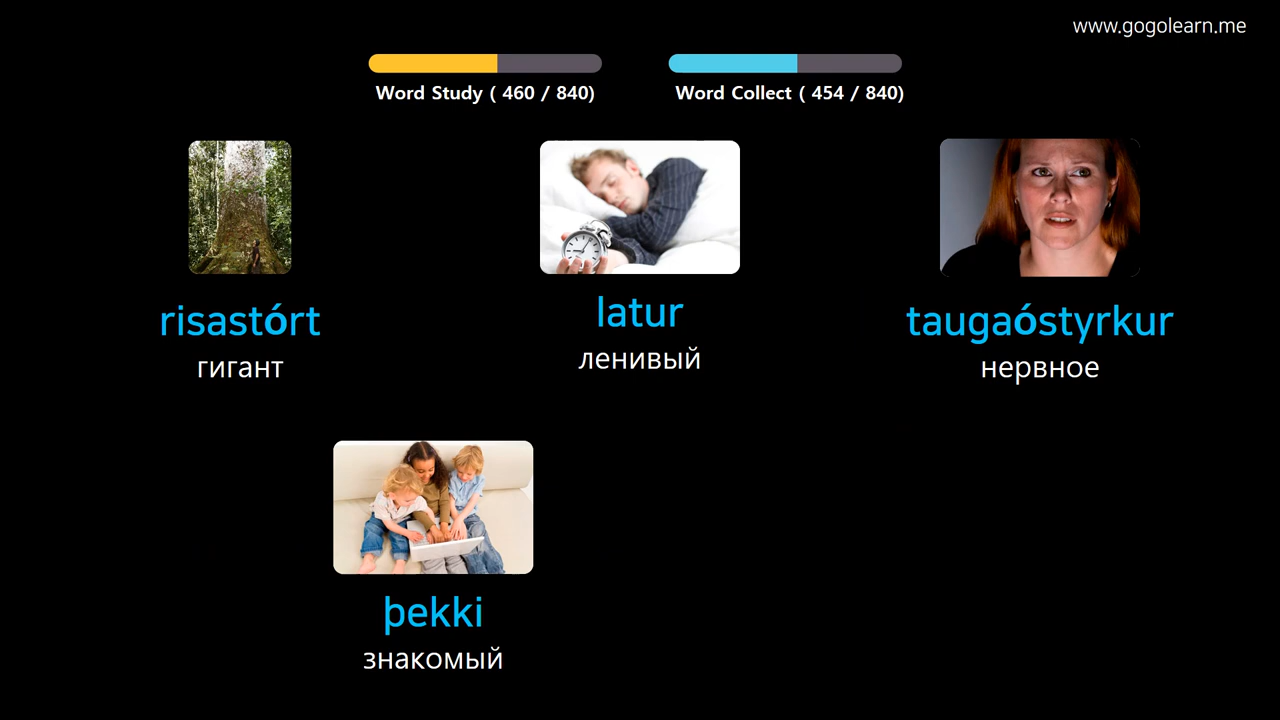 www.gogolearn.me
Word Study ( 460 / 840)
Word Collect ( 454 / 840)
risastórt
гигант
latur
ленивый
taugaóstyrkur
нервное
þekki
знакомый